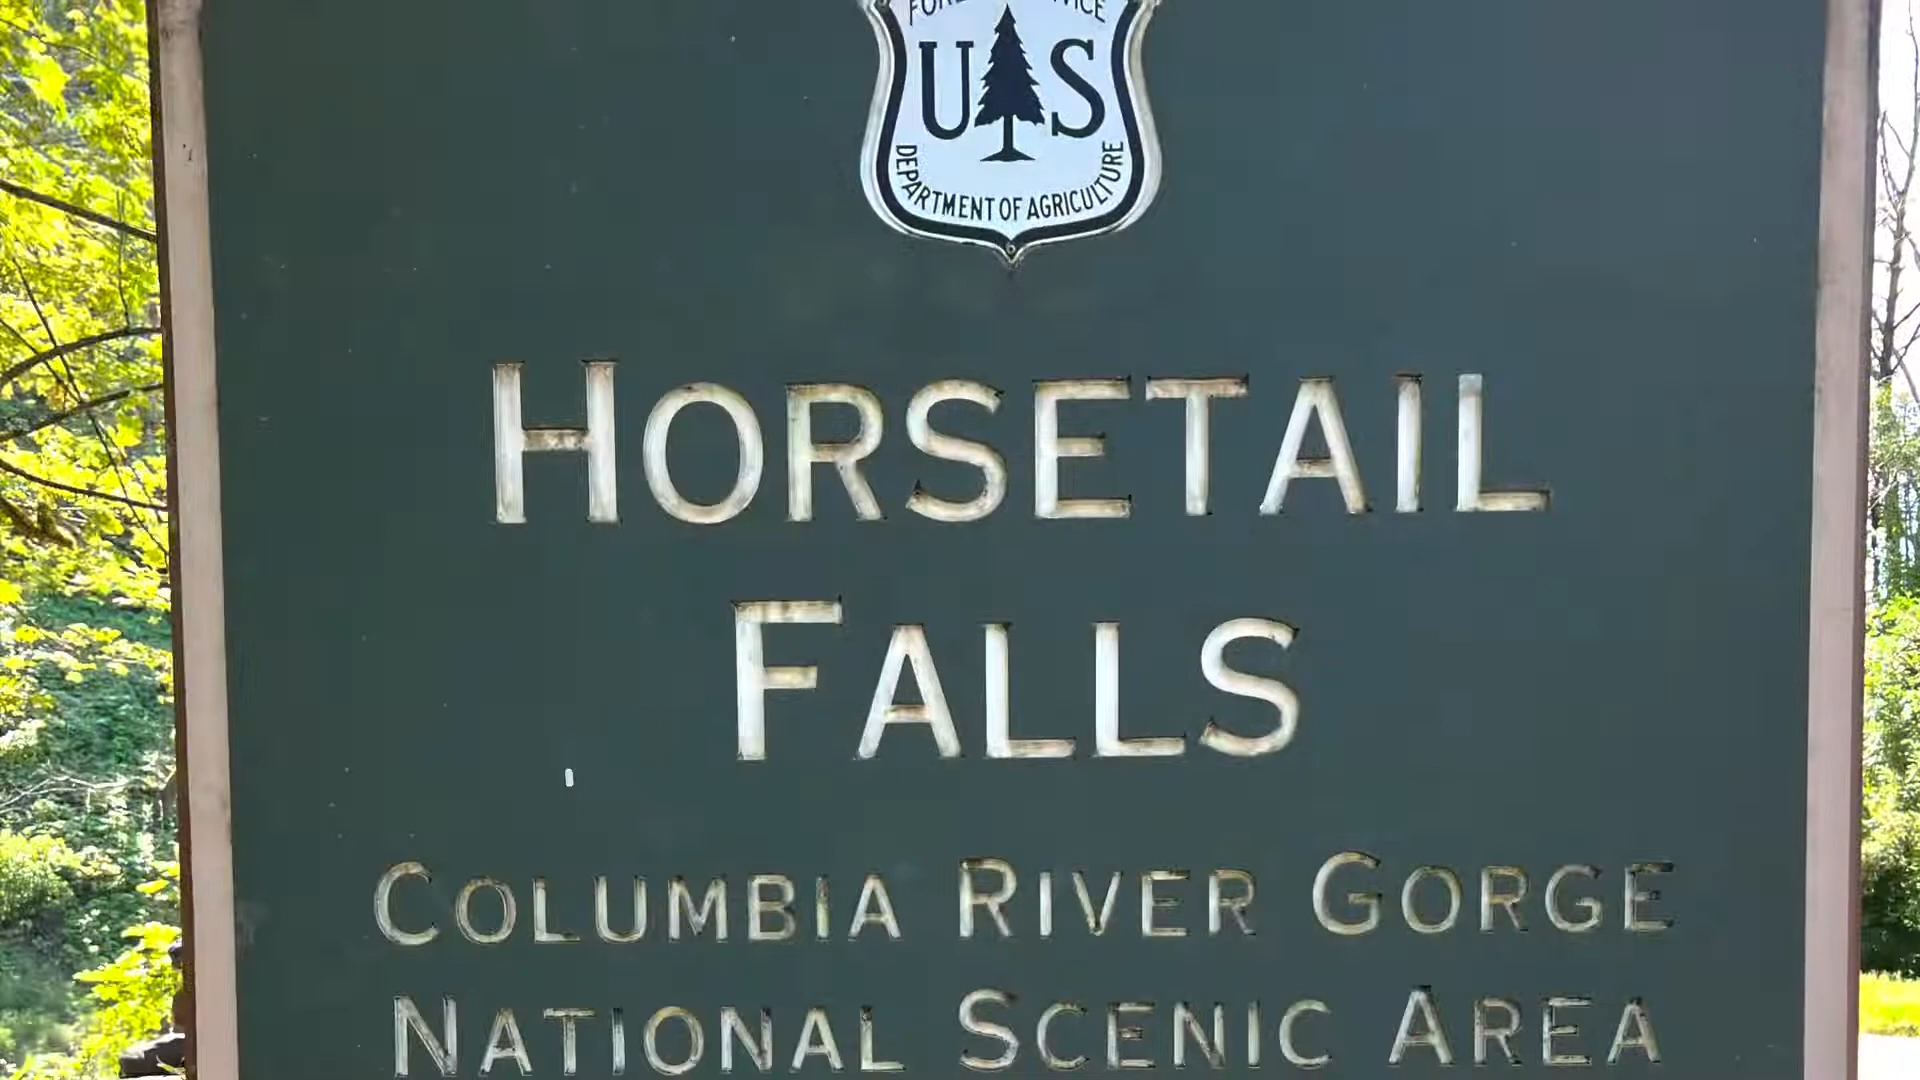 U S
DEPARTMENT OF AGRICULTURE
HORSETAIL
FALLS
COLUMBIA RIVER GORGE
NATIONAL SCENIC AREA